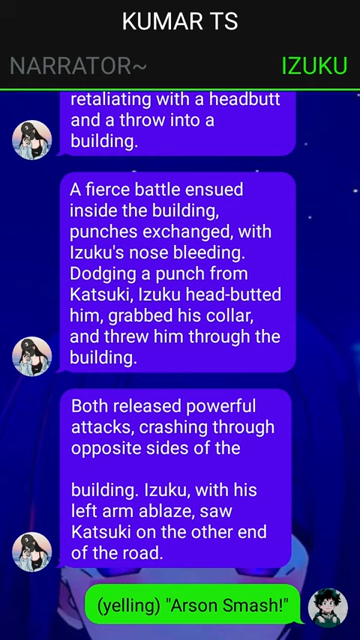 KUMAR TS
NARRATOR~
IZUKU
retaliating with a headbutt
and a throw into a
building.
A fierce battle ensued
inside the building,
punches exchanged, with
Izuku's nose bleeding.
Dodging a punch from
Katsuki, Izuku head-butted
him, grabbed his collar,
and threw him through the
building.
Both released powerful
attacks, crashing through
opposite sides of the
building. Izuku, with his
left arm ablaze, saw
Katsuki on the other end
of the road.
(yelling) "Arson Smash!"